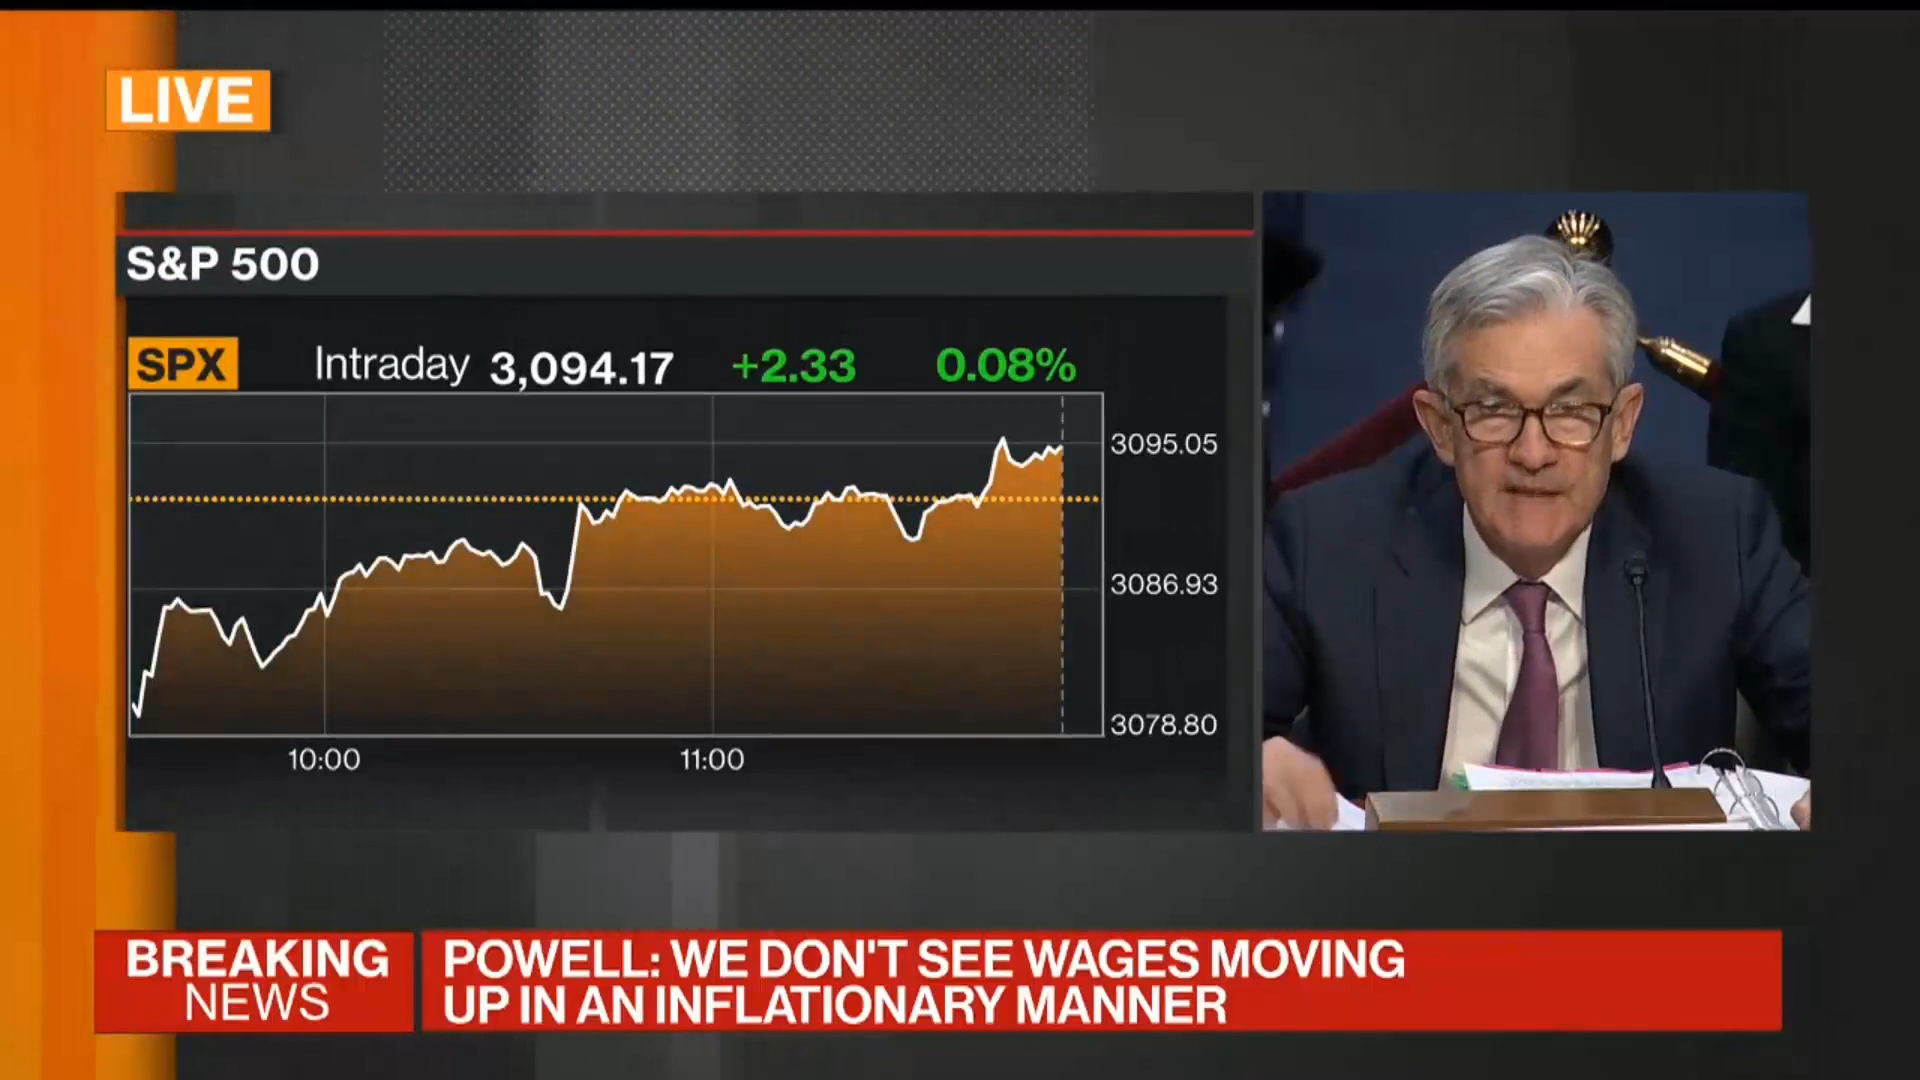 LIVE
S&P 500
SPX Intraday 3,094.17 +2.33 0.08%
3095.05
3086.93
3078.80
10:00 11:00
BREAKING
NEWS
POWELL: WE DON'T SEE WAGES MOVING
UP IN AN INFLATIONARY MANNER